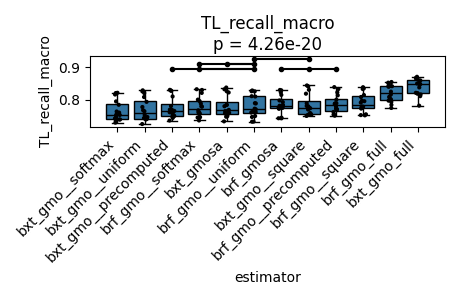 TL_recall_macro
p = 4.26e-20
TL_recall_macro
0.9
0.8
bxt_gmo__softmax
bxt_gmo__uniform
bxt_gmo__precomputed
brf_gmo__softmax
bxt_gmosa
brf_gmo__uniform
brf_gmosa
bxt_gmo__square
brf_gmo__precomputed
brf_gmo__square
brf_gmo_full
bxt_gmo_full
estimator